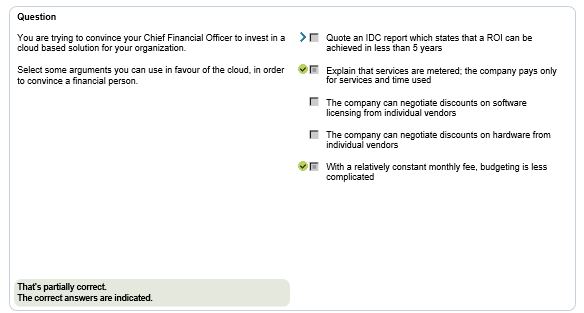 Question
You are trying to convince your Chief Financial Officer to invest in a
cloud based solution for your organization.
Select some arguments you can use in favour of the cloud, in order
to convince a financial person.
Quote an IDC report which states that a ROI can be
achieved in less than 5 years
Explain that services are metered; the company pays only
for services and time used
The company can negotiate discounts on software
licensing from individual vendors
The company can negotiate discounts on hardware from
individual vendors
With a relatively constant monthly fee, budgeting is less
complicated
That's partially correct.
The correct answers are indicated.